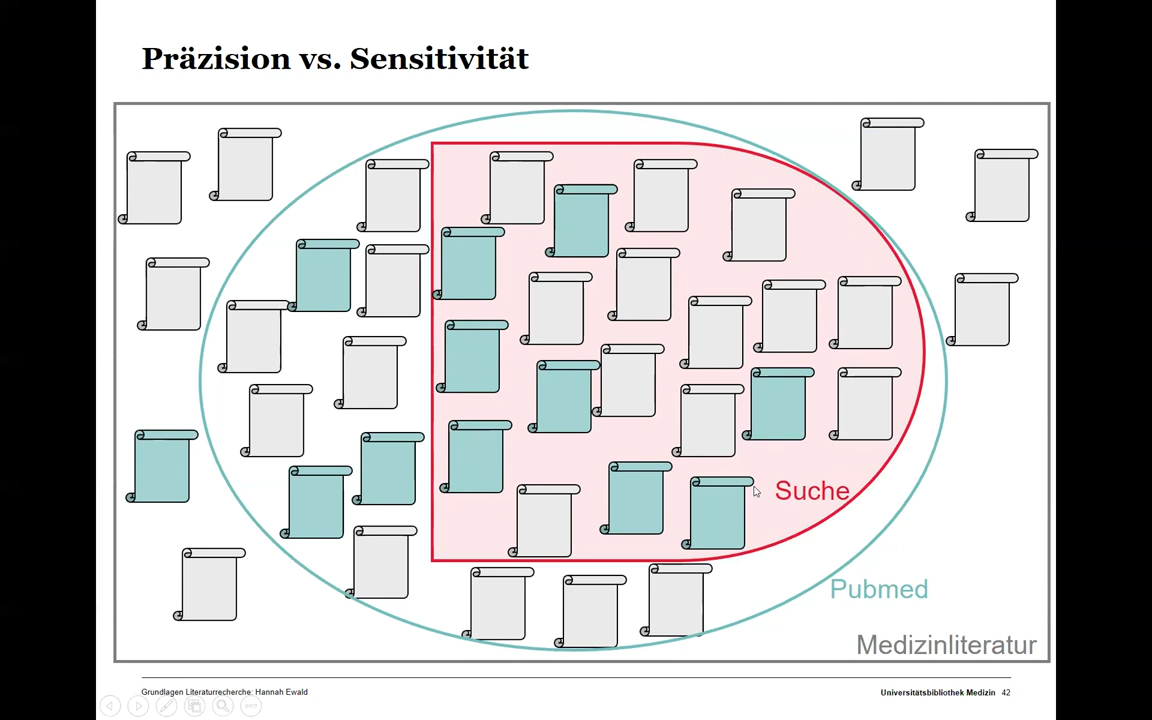 Präzision vs. Sensitivität
Suche
Pubmed
Medizinliteratur
Grundlagen Literaturrecherche: Hannah Ewald
Universitätsbibliothek Medizin 42